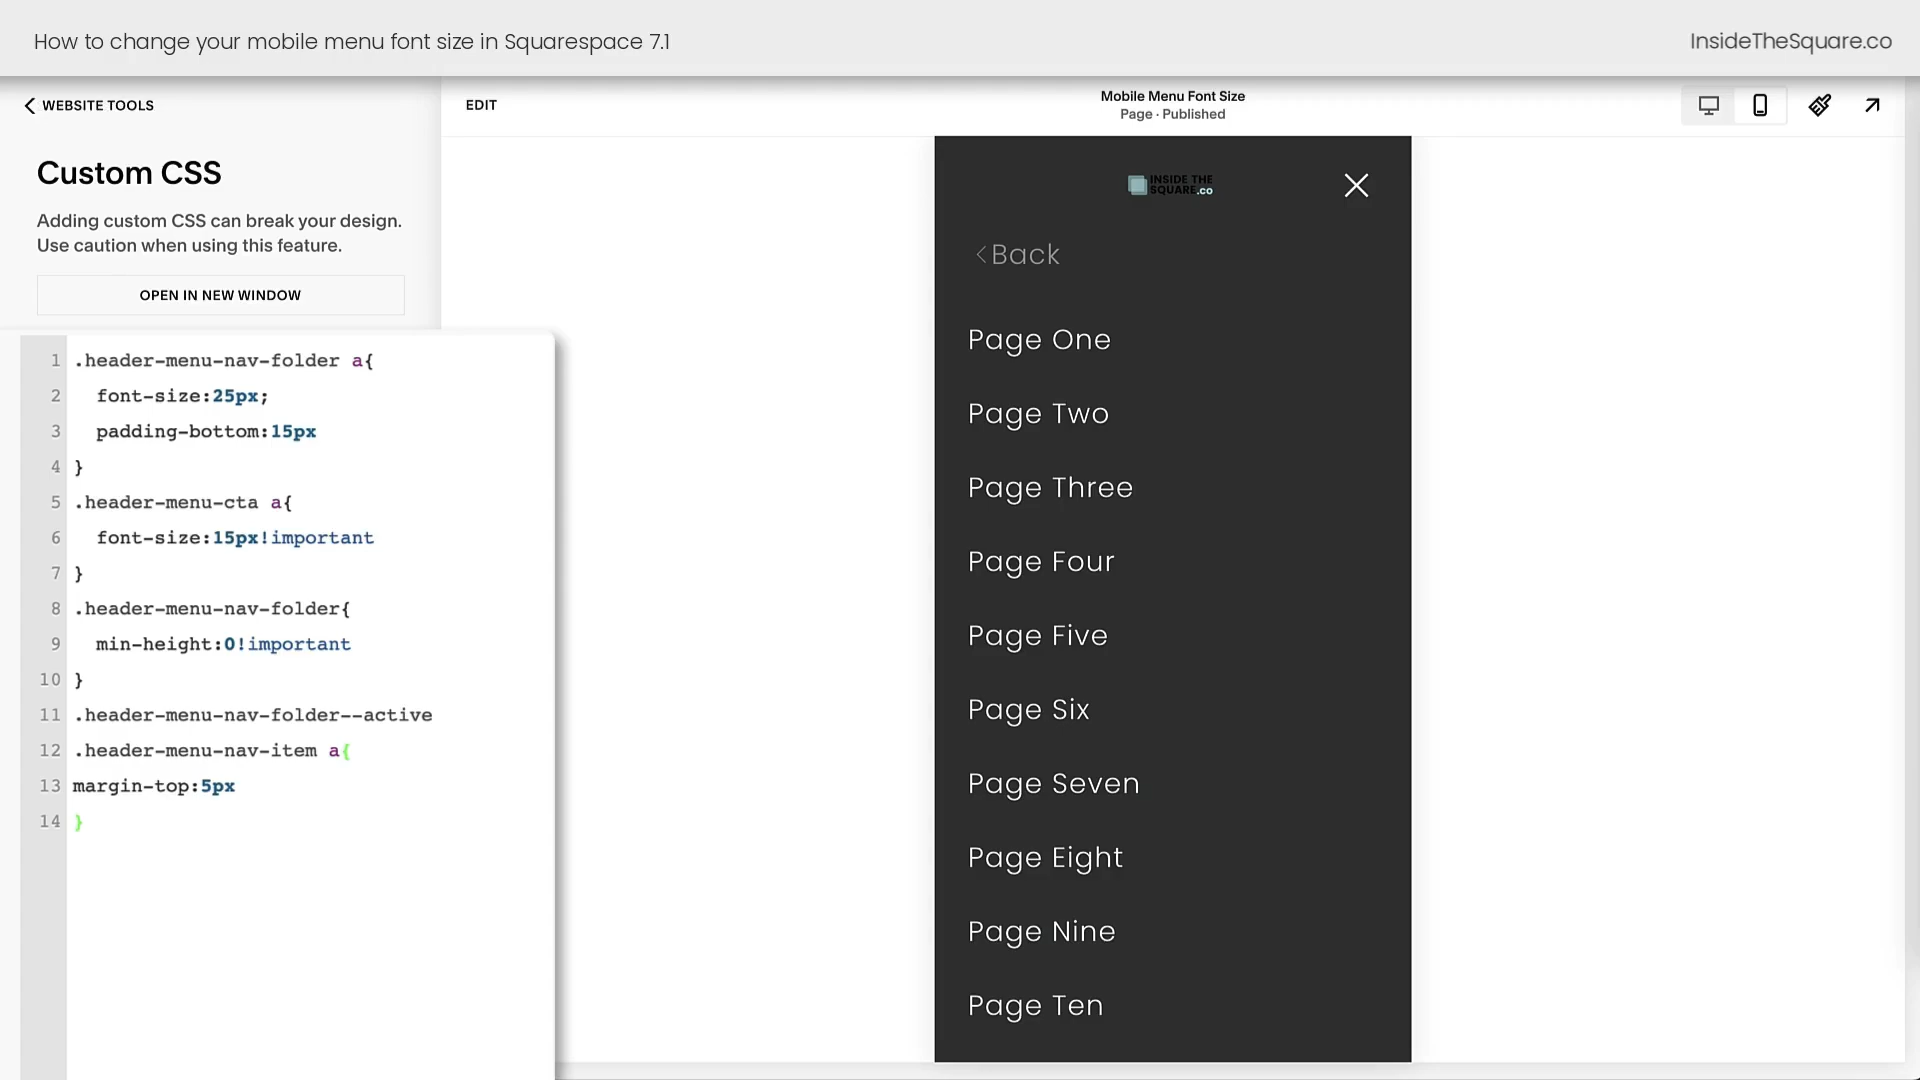 How to change your mobile menu font size in Squarespace 7.1
InsideTheSquare.co
WEBSITE TOOLS
EDIT
Mobile Menu Font Size
Page · Published
Custom CSS
Adding custom CSS can break your design.
Use caution when using this feature.
OPEN IN NEW WINDOW
1 .header-menu-nav-folder a{
2 font-size:25px;
3 padding-bottom:15px
4 }
5 .header-menu-cta a{
6 font-size:15px!important
7 }
8 .header-menu-nav-folder{
9 min-height:0!important
10 }
11 .header-menu-nav-folder--active
12 .header-menu-nav-item a{
13 margin-top:5px
14 }
INSIDE THE
SQUARE.co
Back
Page One
Page Two
Page Three
Page Four
Page Five
Page Six
Page Seven
Page Eight
Page Nine
Page Ten